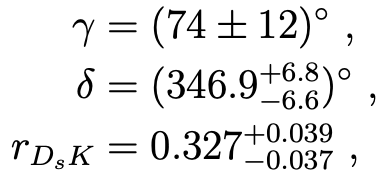 γ = (74 ± 12)° ,
δ = (346.9^{+6.8}_{-6.6})° ,
r_{D_sK} = 0.327^{+0.039}_{-0.037} ,